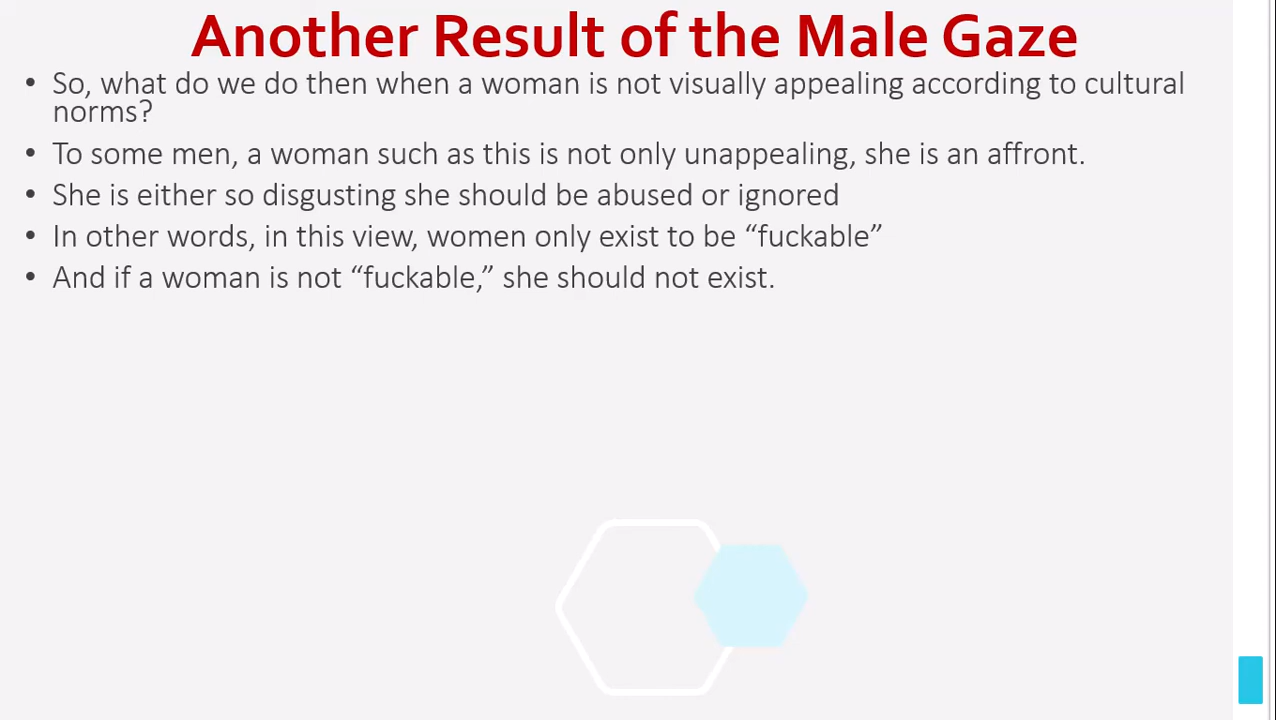 Another Result of the Male Gaze
• So, what do we do then when a woman is not visually appealing according to cultural
norms?
• To some men, a woman such as this is not only unappealing, she is an affront.
• She is either so disgusting she should be abused or ignored
• In other words, in this view, women only exist to be “fuckable”
• And if a woman is not “fuckable,” she should not exist.